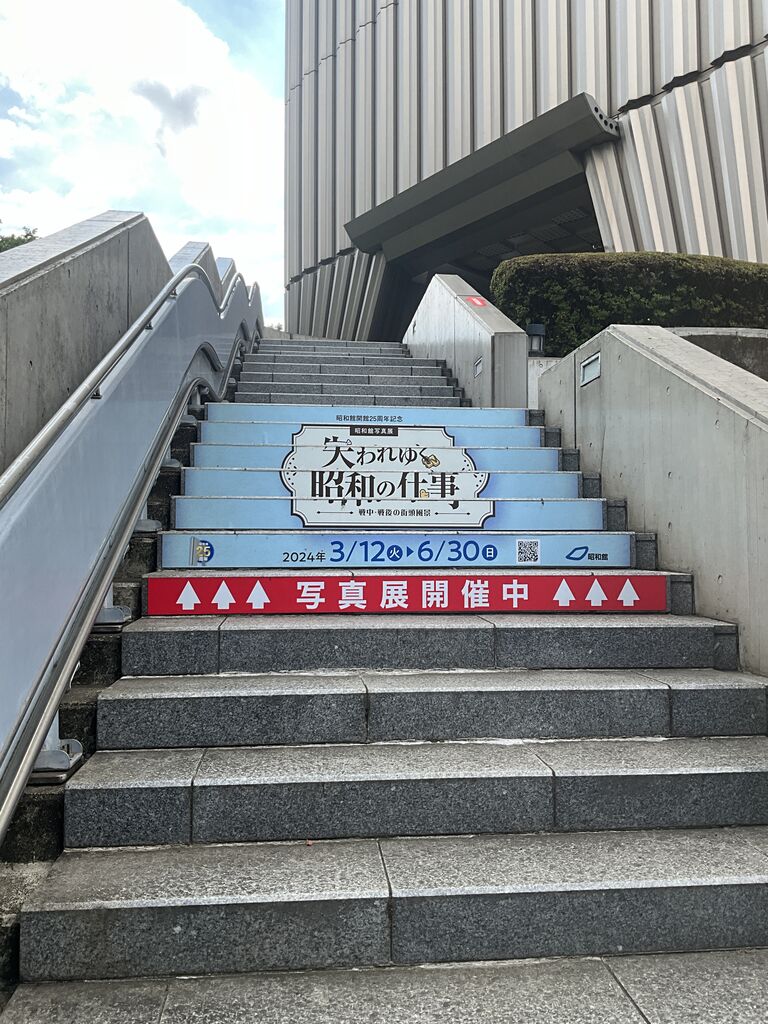 昭和館開館25周年記念
昭和館写真展
失われゆく
昭和の仕事
戦中・戦後の街頭風景
25
2024年 3/12火▶6/30日
昭和館
写真展開催中